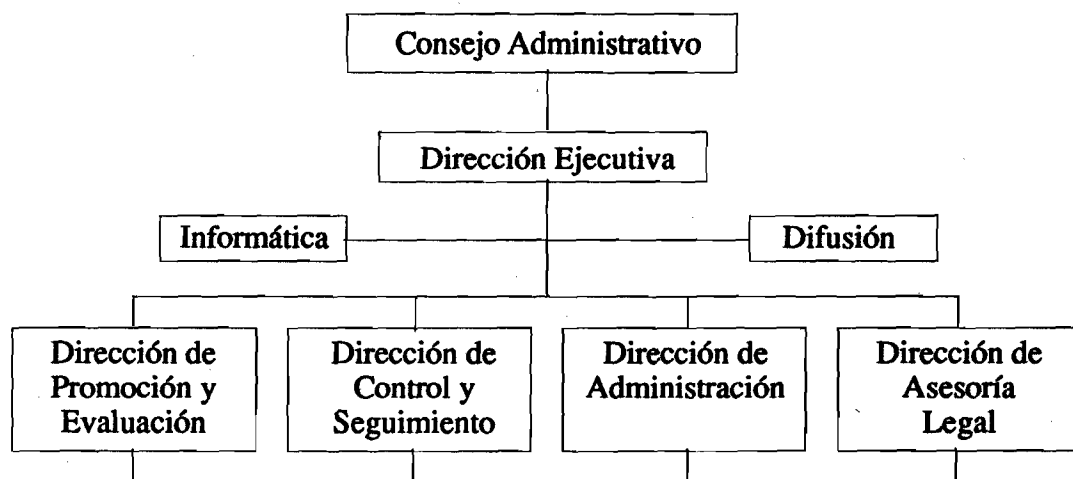 Consejo Administrativo
Dirección Ejecutiva
Informática
Difusión
Dirección de
Promoción y
Evaluación
Dirección de
Control y
Seguimiento
Dirección de
Administración
Dirección de
Asesoría
Legal